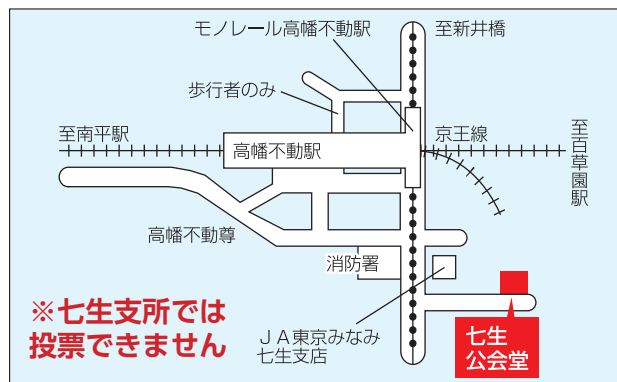 モノレール高幡不動駅
至新井橋
歩行者のみ
至南平駅
高幡不動駅
京王線
至百草園駅
高幡不動尊
消防署
※七生支所では
投票できません
ＪＡ東京みなみ
七生支店
七生
公会堂